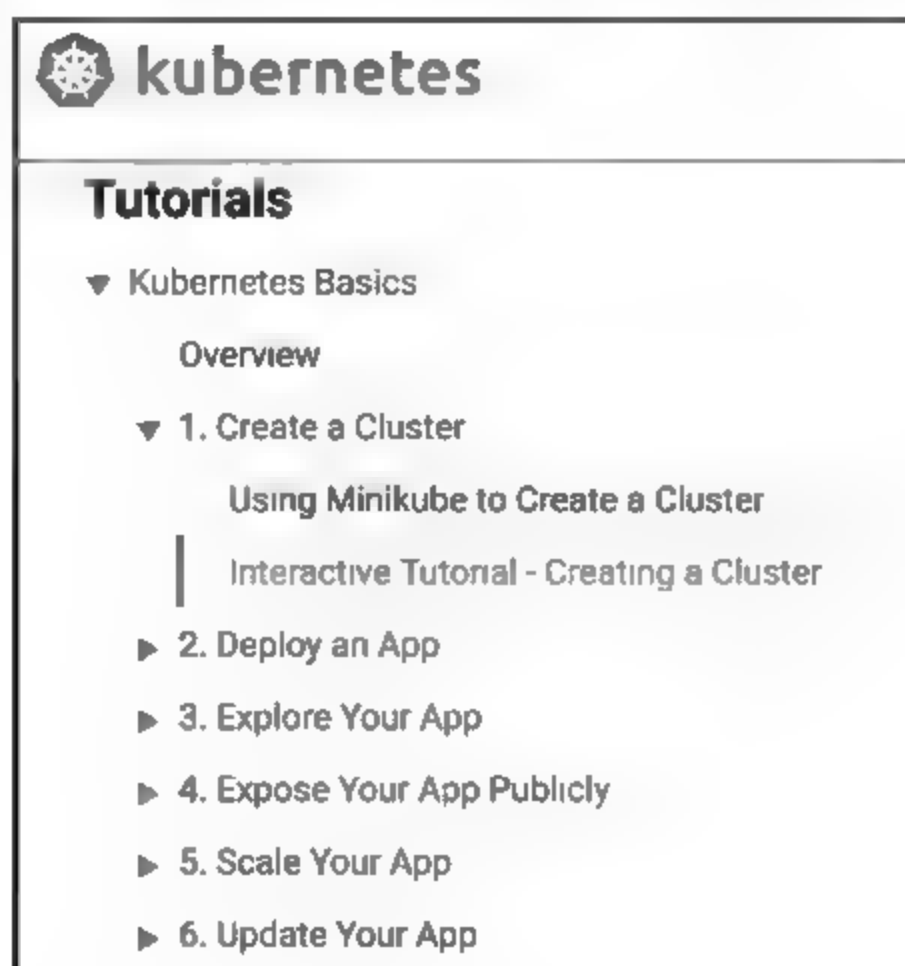 kubernetes
Tutorials
Kubernetes Basics
Overview
1. Create a Cluster
Using Minikube to Create a Cluster
Interactive Tutorial - Creating a Cluster
2. Deploy an App
3. Explore Your App
4. Expose Your App Publicly
5. Scale Your App
6. Update Your App